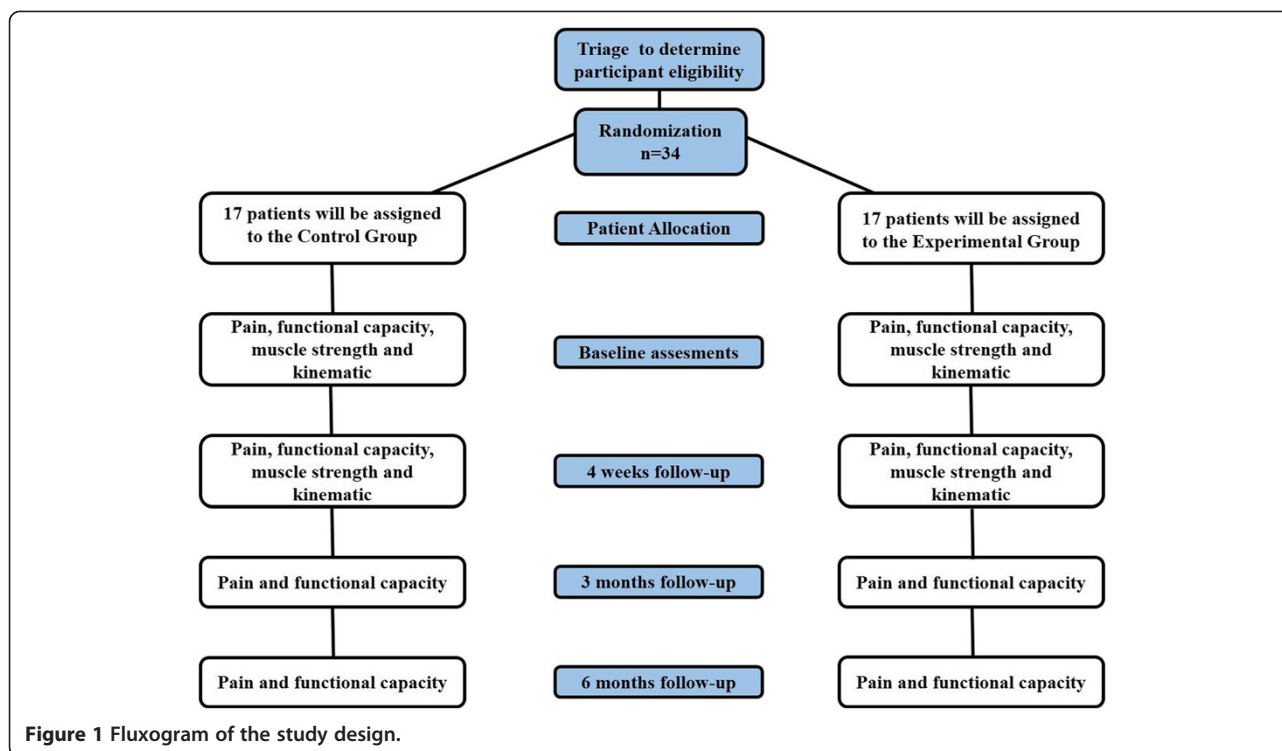 Triage to determine
participant eligibility
Randomization
n=34
17 patients will be assigned
to the Control Group
Patient Allocation
17 patients will be assigned
to the Experimental Group
Pain, functional capacity,
muscle strength and
kinematic
Baseline assesments
Pain, functional capacity,
muscle strength and
kinematic
Pain, functional capacity,
muscle strength and
kinematic
4 weeks follow-up
Pain, functional capacity,
muscle strength and
kinematic
Pain and functional capacity
3 months follow-up
Pain and functional capacity
Pain and functional capacity
6 months follow-up
Pain and functional capacity
Figure 1 Fluxogram of the study design.